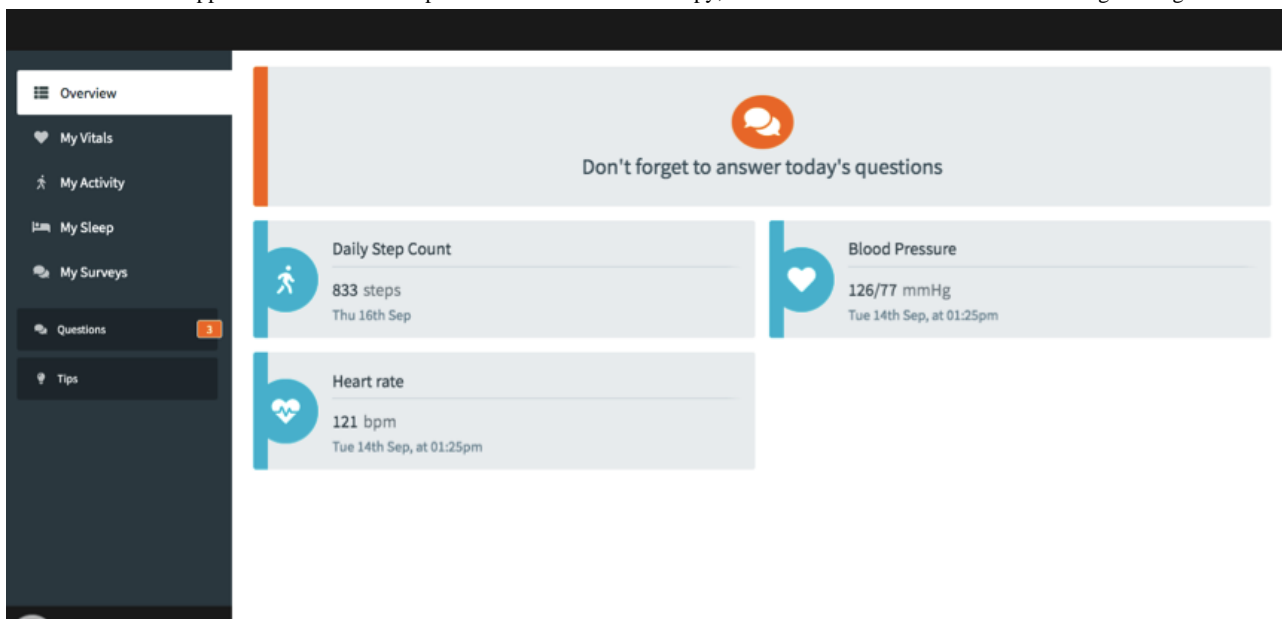 Overview
My Vitals
My Activity
My Sleep
My Surveys
Questions 3
Tips
Don't forget to answer today's questions
Daily Step Count
833 steps
Thu 16th Sep
Blood Pressure
126/77 mmHg
Tue 14th Sep, at 01:25pm
Heart rate
121 bpm
Tue 14th Sep, at 01:25pm